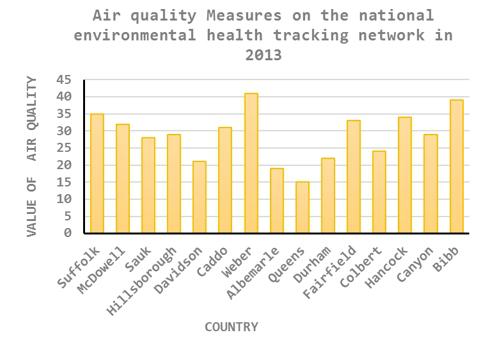 Air quality Measures on the national
environmental health tracking network in
2013
VALUE OF  AIR QUALITY
45
40
35
30
25
20
15
10
5
0
Suffolk
McDowell
Sauk
Hillsborough
Davidson
Caddo
Weber
Albemarle
Queens
Durham
Fairfield
Colbert
Hancock
Canyon
Bibb
COUNTRY